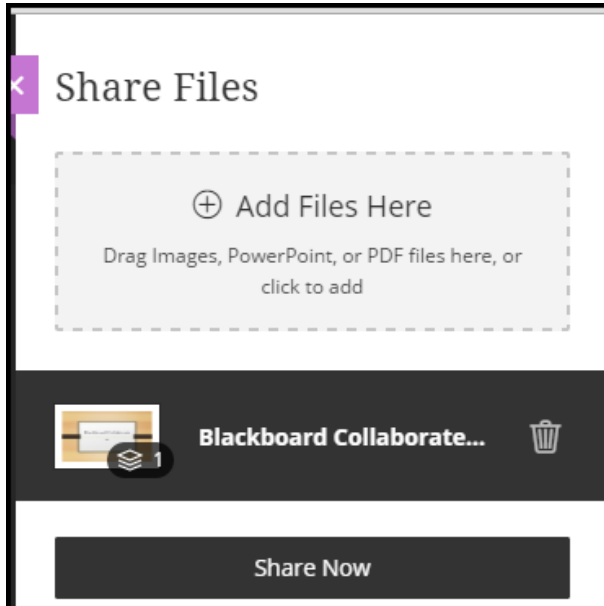 Share Files
Add Files Here
Drag Images, PowerPoint, or PDF files here, or
click to add
Blackboard Collaborate...
1
Share Now